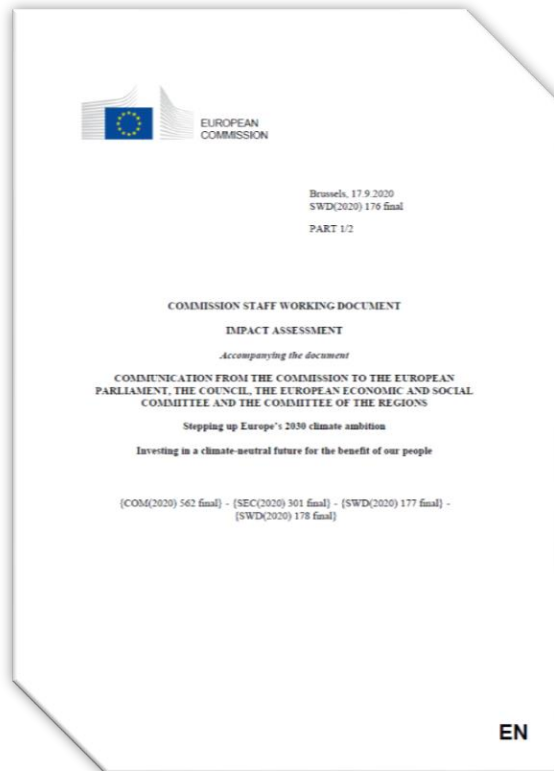 EUROPEAN
COMMISSION
Brussels, 17.9.2020
SWD(2020) 176 final
PART 1/2
COMMISSION STAFF WORKING DOCUMENT
IMPACT ASSESSMENT
Accompanying the document
COMMUNICATION FROM THE COMMISSION TO THE EUROPEAN
PARLIAMENT, THE COUNCIL, THE EUROPEAN ECONOMIC AND SOCIAL
COMMITTEE AND THE COMMITTEE OF THE REGIONS
Stepping up Europe's 2030 climate ambition
Investing in a climate-neutral future for the benefit of our people
{COM(2020) 562 final} - {SEC(2020) 301 final} - {SWD(2020) 177 final} -
{SWD(2020) 178 final}
EN